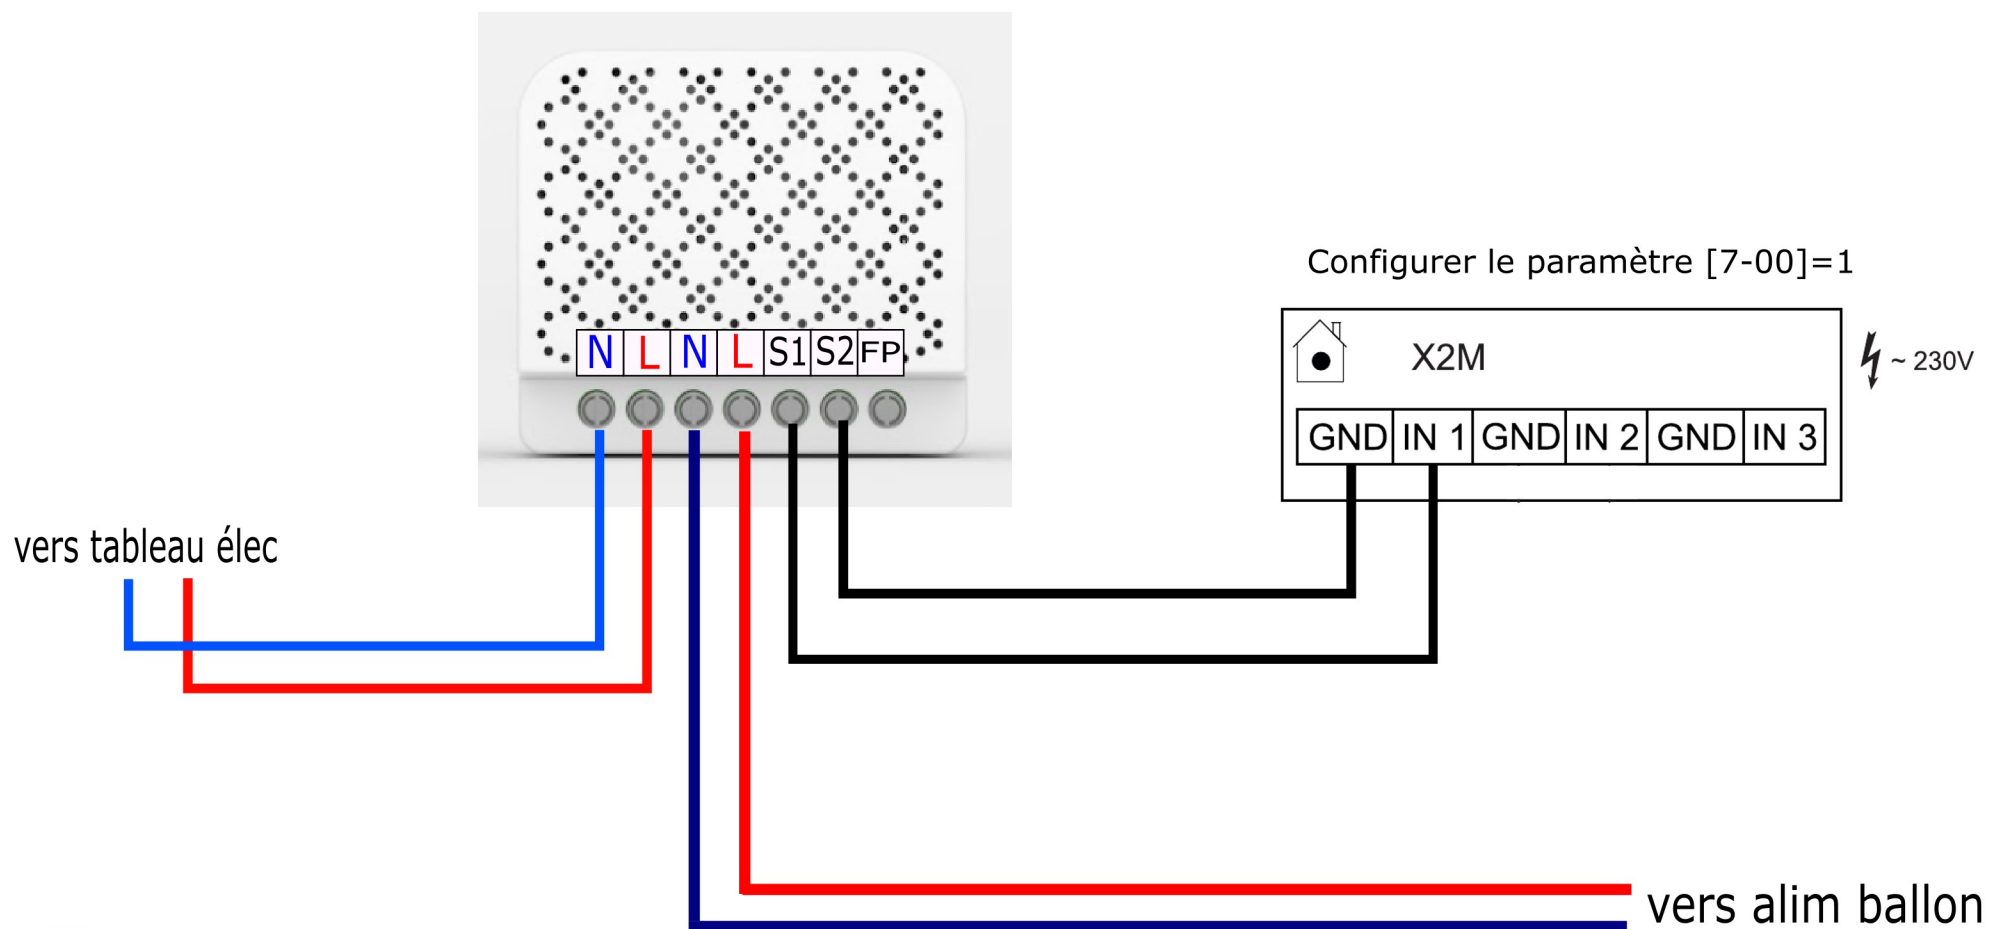 Configurer le paramètre [7-00]=1
N L N L S1 S2 FP
X2M
~ 230V
GND IN 1 GND IN 2 GND IN 3
vers tableau élec
vers alim ballon